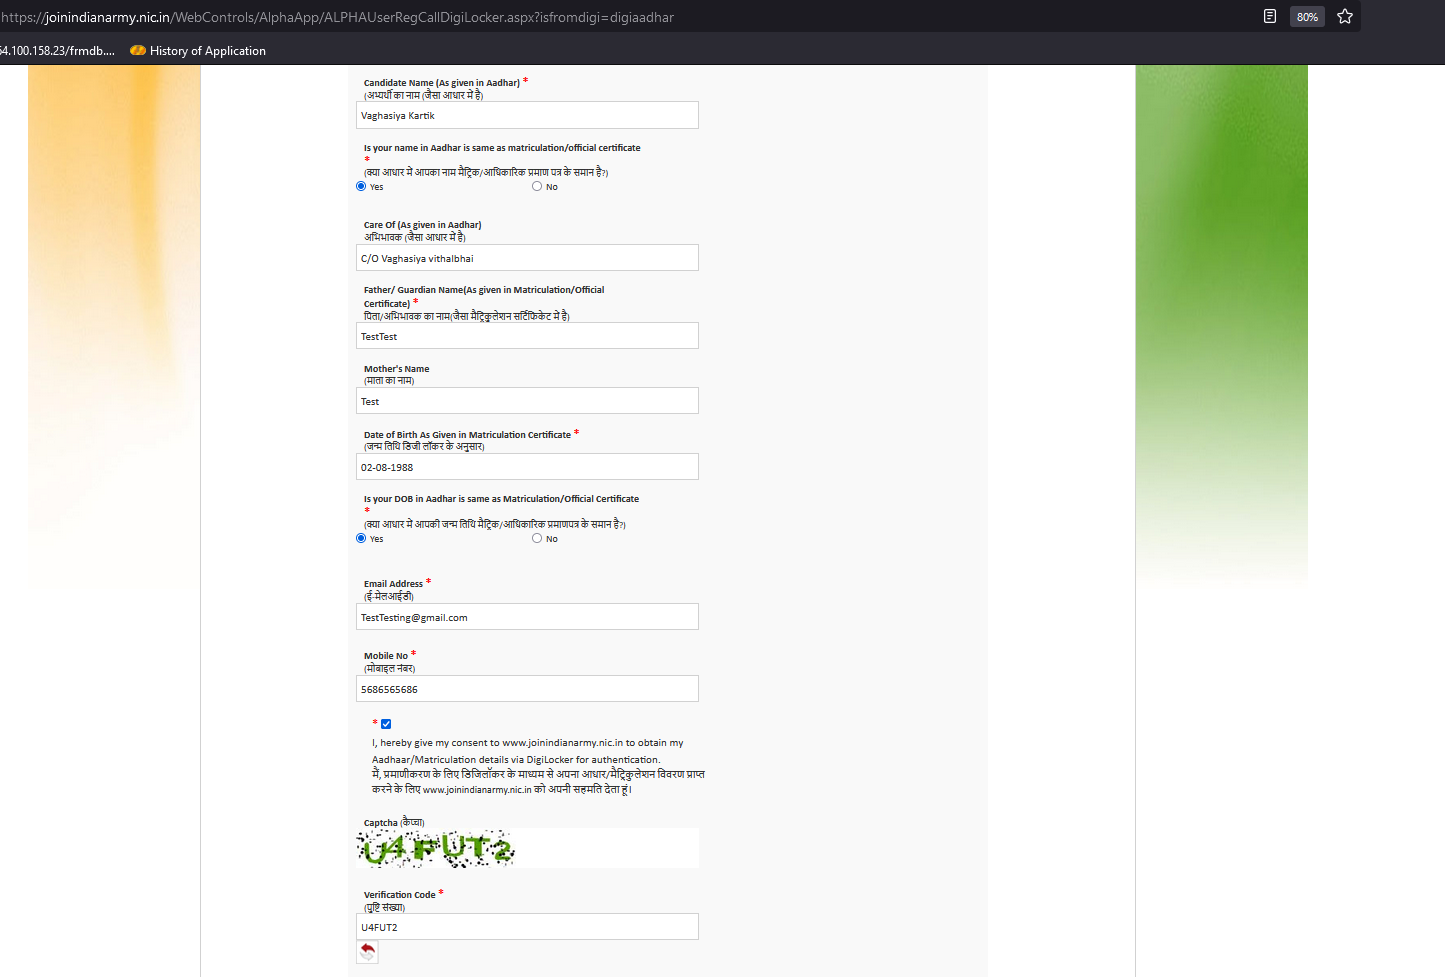 https://joinindianarmy.nic.in/WebControls/AlphaApp/ALPHAUserRegCallDigiLocker.aspx?isfromdigi=digiaadhar
80%
64.100.158.23/frmdb....
History of Application
Candidate Name (As given in Aadhar) *
(अभ्यर्थी का नाम (जैसा आधार में है)
Vaghasiya Kartik
Is your name in Aadhar is same as matriculation/official certificate
*
(क्या आधार में आपका नाम मैट्रिक/आधिकारिक प्रमाण पत्र के समान है?)
Yes No
Care Of (As given in Aadhar)
अभिभावक (जैसा आधार में है)
C/O Vaghasiya vithalbhai
Father/ Guardian Name(As given in Matriculation/Official
Certificate) *
पिता/अभिभावक का नाम(जैसा मैट्रिकुलेशन सर्टिफिकेट में है)
TestTest
Mother's Name
(माता का नाम)
Test
Date of Birth As Given in Matriculation Certificate *
(जन्म तिथि डिजी लॉकर के अनुसार)
02-08-1988
Is your DOB in Aadhar is same as Matriculation/Official Certificate
*
(क्या आधार में आपकी जन्म तिथि मैट्रिक/आधिकारिक प्रमाणपत्र के समान है?)
Yes No
Email Address *
(ई-मेलआईडी)
TestTesting@gmail.com
Mobile No *
(मोबाइल नंबर)
5686565686
*
I, hereby give my consent to www.joinindianarmy.nic.in to obtain my
Aadhaar/Matriculation details via DigiLocker for authentication.
मैं, प्रमाणीकरण के लिए डिजिलॉकर के माध्यम से अपना आधार/मैट्रिकुलेशन विवरण प्राप्त
करने के लिए www.joinindianarmy.nic.in को अपनी सहमति देता हूं।
Captcha (कैप्चा)
U4FUT2
Verification Code *
(पुष्टि संख्या)
U4FUT2